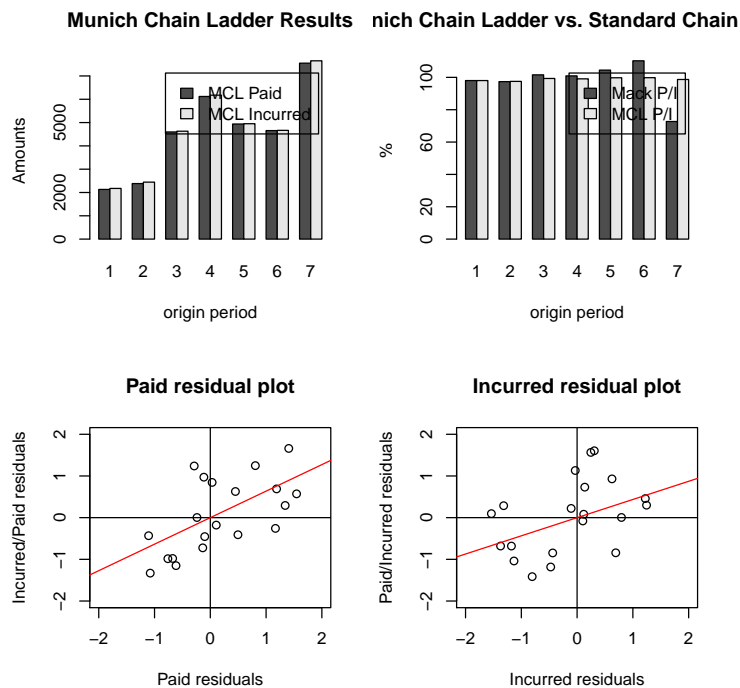 Munich Chain Ladder Results
nich Chain Ladder vs. Standard Chain
Amounts
0
2000
5000
MCL Paid
MCL Incurred
1 2 3 4 5 6 7
origin period
%
0
20
60
100
Mack P/I
MCL P/I
1 2 3 4 5 6 7
origin period
Paid residual plot
Incurred/Paid residuals
2
1
0
−1
−2
−2 −1 0 1 2
Paid residuals
Incurred residual plot
Paid/Incurred residuals
2
1
0
−1
−2
−2 −1 0 1 2
Incurred residuals